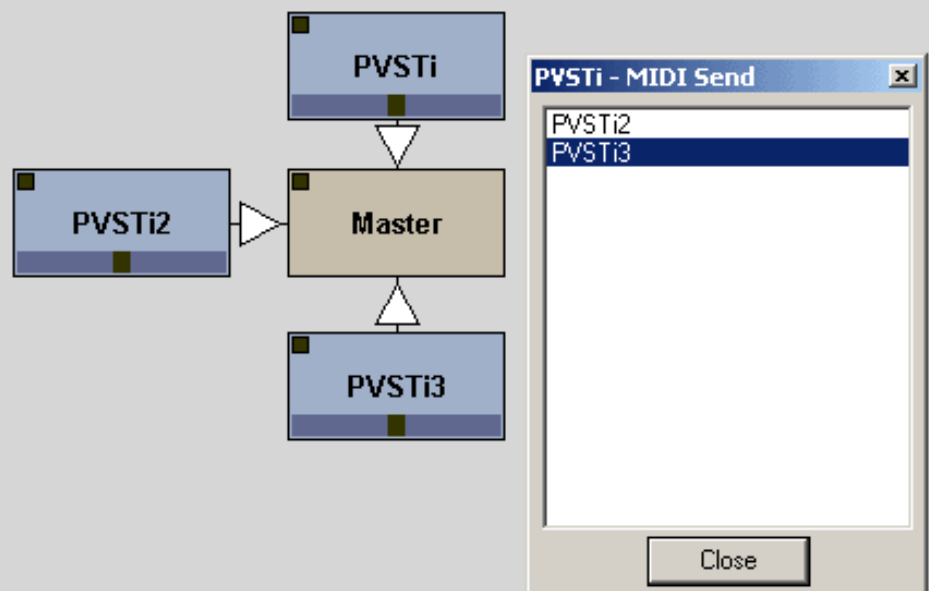 PVSTi
PVSTi2
Master
PVSTi3
PVSTi - MIDI Send
PVSTi2
PVSTi3
Close